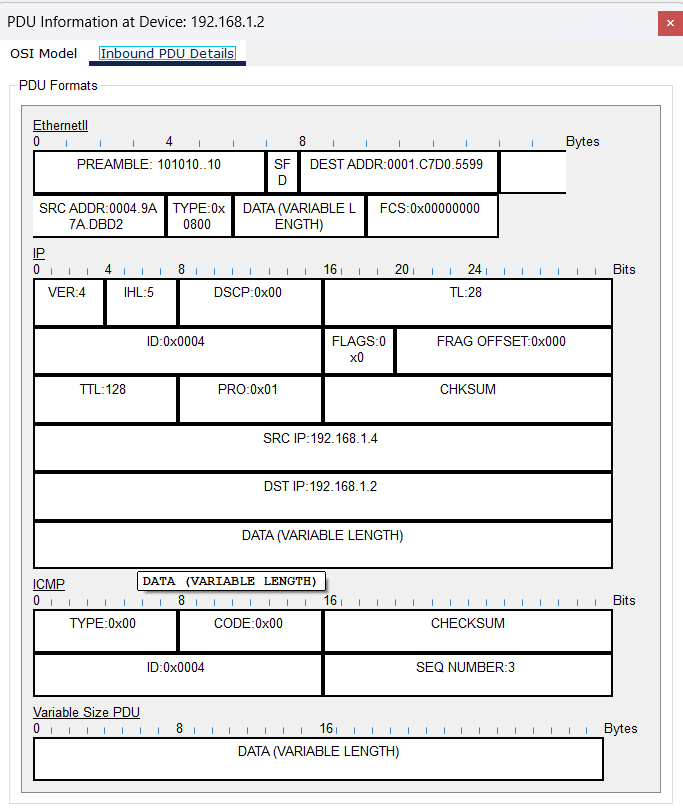 PDU Information at Device: 192.168.1.2
OSI Model Inbound PDU Details
PDU Formats
EthernetII
0 4 8 Bytes
PREAMBLE: 101010..10 SF DEST ADDR:0001.C7D0.5599
D
SRC ADDR:0004.9A TYPE:0x DATA (VARIABLE L FCS:0x00000000
7A.DBD2 0800 ENGTH)
IP
0 4 8 16 20 24 Bits
VER:4 IHL:5 DSCP:0x00 TL:28
ID:0x0004 FLAGS:0 FRAG OFFSET:0x000
x0
TTL:128 PRO:0x01 CHKSUM
SRC IP:192.168.1.4
DST IP:192.168.1.2
DATA (VARIABLE LENGTH)
DATA (VARIABLE LENGTH)
ICMP
0 8 16 Bits
TYPE:0x00 CODE:0x00 CHECKSUM
ID:0x0004 SEQ NUMBER:3
Variable Size PDU
0 8 16 Bytes
DATA (VARIABLE LENGTH)